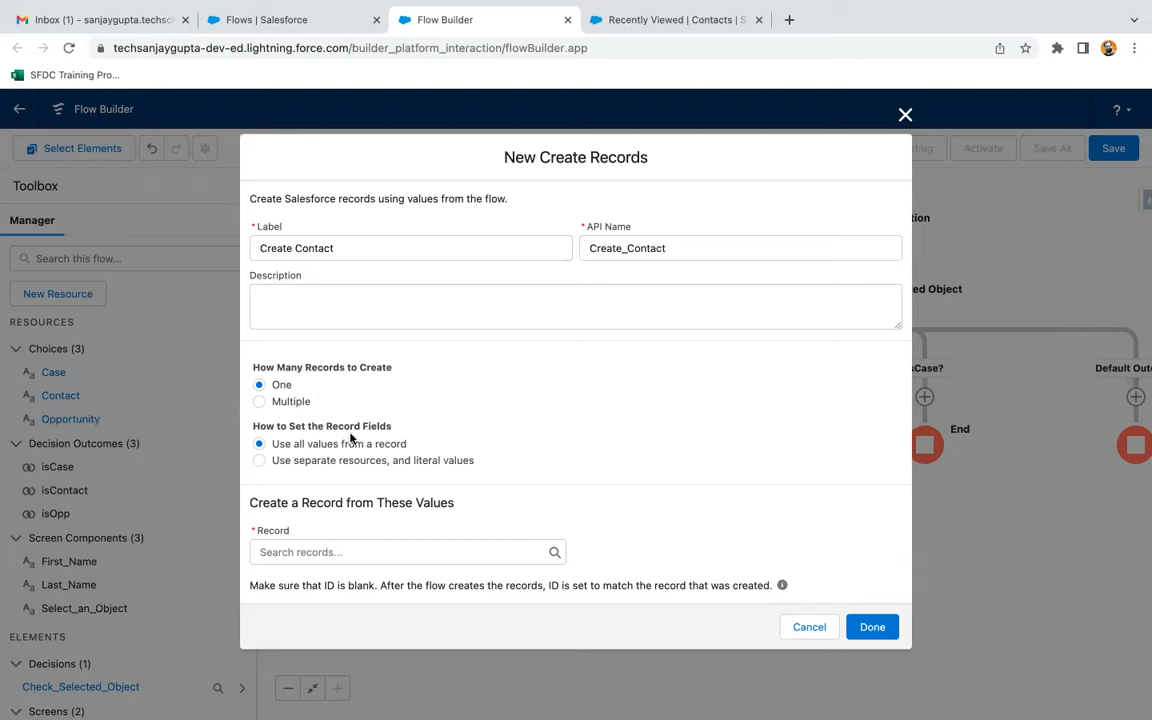 Inbox (1) - sanjaygupta.techscl
Flows | Salesforce
Flow Builder
Recently Viewed | Contacts | S
techsanjaygupta-dev-ed.lightning.force.com/builder_platform_interaction/flowBuilder.app
SFDC Training Pro...
Flow Builder
?
Select Elements
bug
Activate
Save As
Save
New Create Records
Toolbox
Manager
Create Salesforce records using values from the flow.
* Label
* API Name
Create Contact
Create_Contact
Search this flow...
Description
New Resource
RESOURCES
Choices (3)
Case
Contact
Opportunity
Decision Outcomes (3)
isCase
isContact
isOpp
Screen Components (3)
First_Name
Last_Name
Select_an_Object
ELEMENTS
Decisions (1)
Check_Selected_Object
Screens (2)
How Many Records to Create
One
Multiple
How to Set the Record Fields
Use all values from a record
Use separate resources, and literal values
Create a Record from These Values
* Record
Search records...
Make sure that ID is blank. After the flow creates the records, ID is set to match the record that was created.
Cancel
Done
tion
ed Object
sCase?
Default Outc
End